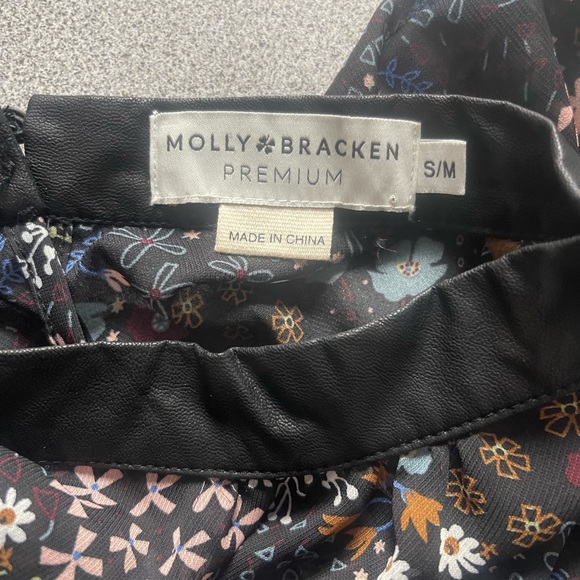 MOLLY BRACKEN
PREMIUM
S/M
MADE IN CHINA